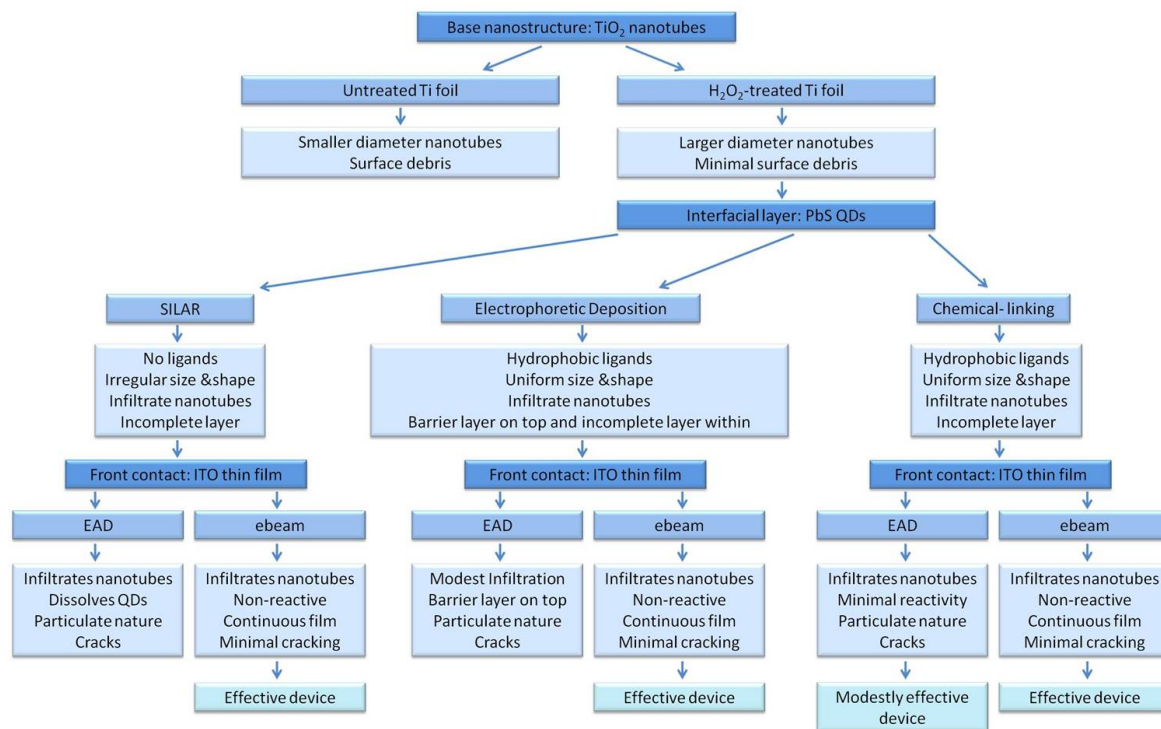 Base nanostructure: TiO₂ nanotubes
Untreated Ti foil
H₂O₂-treated Ti foil
Smaller diameter nanotubes
Surface debris
Larger diameter nanotubes
Minimal surface debris
Interfacial layer: PbS QDs
SILAR
Electrophoretic Deposition
Chemical- linking
No ligands
Irregular size &shape
Infiltrate nanotubes
Incomplete layer
Hydrophobic ligands
Uniform size &shape
Infiltrate nanotubes
Barrier layer on top and incomplete layer within
Hydrophobic ligands
Uniform size &shape
Infiltrate nanotubes
Incomplete layer
Front contact: ITO thin film
Front contact: ITO thin film
Front contact: ITO thin film
EAD
ebeam
EAD
ebeam
EAD
ebeam
Infiltrates nanotubes
Dissolves QDs
Particulate nature
Cracks
Infiltrates nanotubes
Non-reactive
Continuous film
Minimal cracking
Modest Infiltration
Barrier layer on top
Particulate nature
Cracks
Infiltrates nanotubes
Non-reactive
Continuous film
Minimal cracking
Infiltrates nanotubes
Minimal reactivity
Particulate nature
Cracks
Infiltrates nanotubes
Non-reactive
Continuous film
Minimal cracking
Effective device
Effective device
Modestly effective
device
Effective device